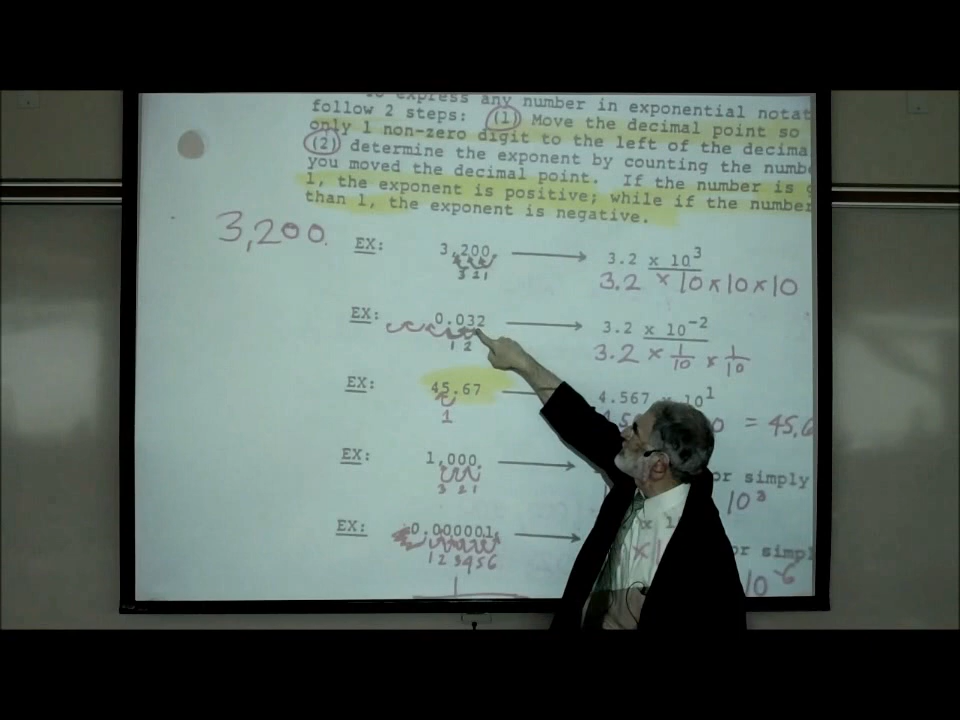 To express any number in exponential notat
follow 2 steps: (1) Move the decimal point so
only 1 non-zero digit to the left of the decima
(2) determine the exponent by counting the numbe
you moved the decimal point. If the number is g
1, the exponent is positive; while if the number
than 1, the exponent is negative.
3,200.
EX: 3,200 3.2 x 10³
3 2 1 3.2 × 10 × 10 × 10
EX: 0.032 3.2 x 10⁻²
1 2 3.2 × 1/10 × 1/10
EX: 45.67 4.567 10¹
1 = 45.6
EX: 1,000. or simply
3 2 1 10³
EX: 0.000001 x 1 or simpl
1 2 3 4 5 6 × 10⁻⁶
1